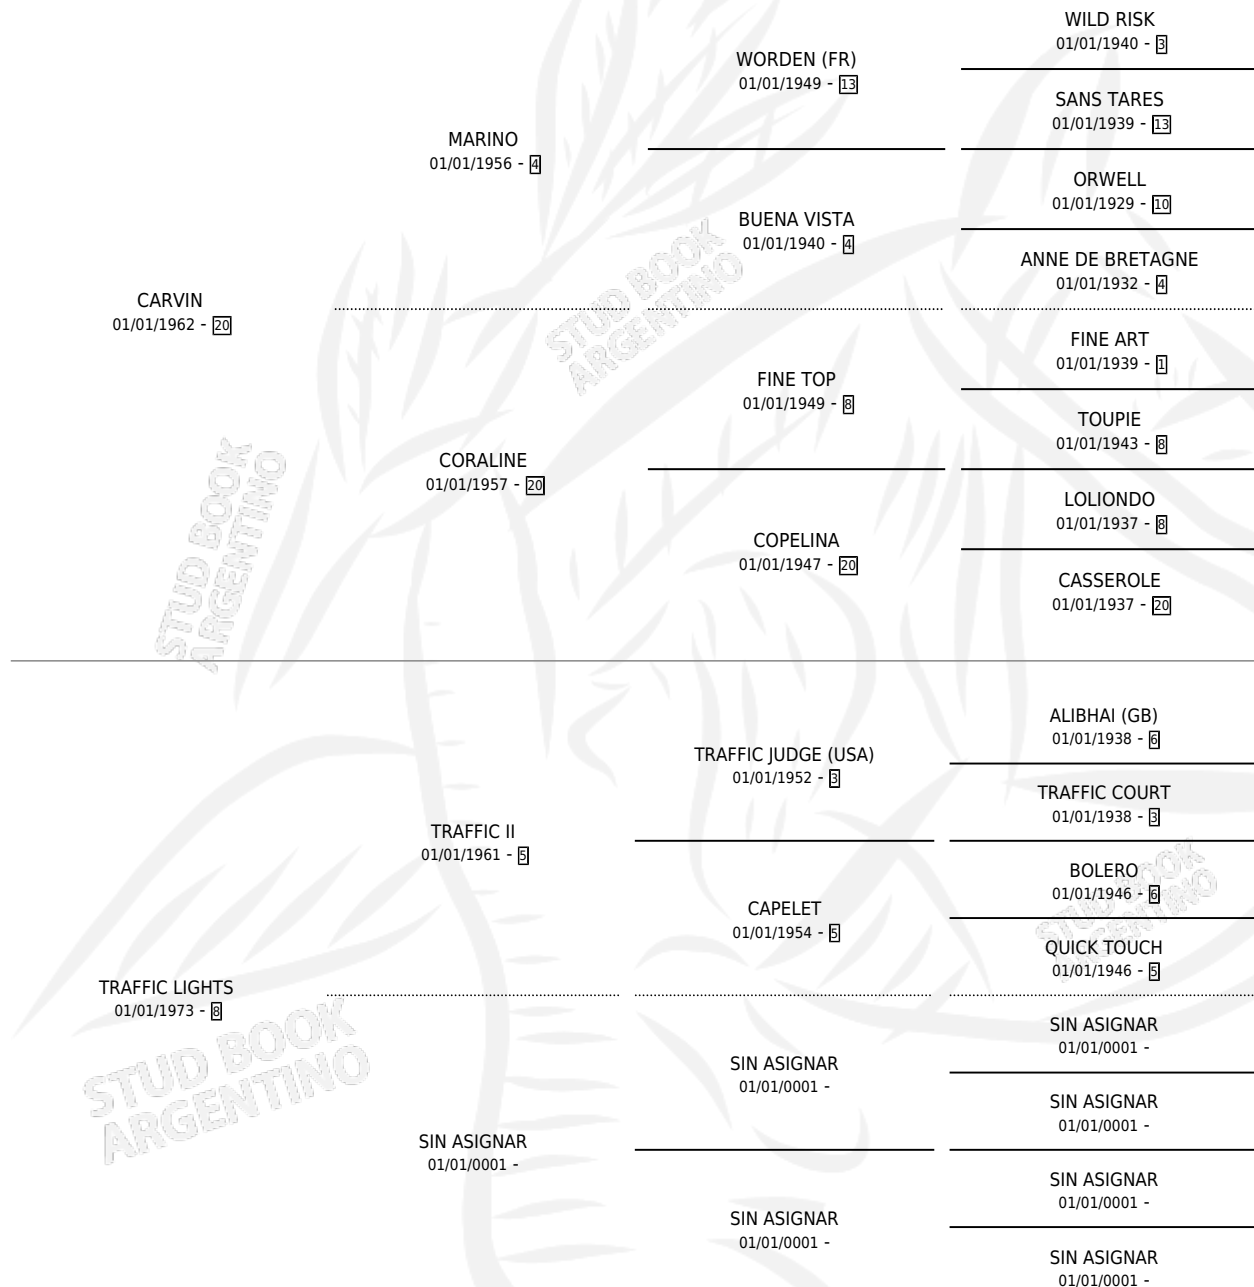 WILD RISK
01/01/1940 - 3
WORDEN (FR)
01/01/1949 - 13
SANS TARES
01/01/1939 - 13
MARINO
01/01/1956 - 4
ORWELL
01/01/1929 - 10
BUENA VISTA
01/01/1940 - 4
ANNE DE BRETAGNE
01/01/1932 - 4
CARVIN
01/01/1962 - 20
STUD BOOK
ARGENTINO
FINE ART
01/01/1939 - 1
FINE TOP
01/01/1949 - 8
TOUPIE
01/01/1943 - 8
CORALINE
01/01/1957 - 20
LOLIONDO
01/01/1937 - 8
COPELINA
01/01/1947 - 20
CASSEROLE
01/01/1937 - 20
STUD BOOK
ARGENTINO
ALIBHAI (GB)
01/01/1938 - 6
TRAFFIC JUDGE (USA)
01/01/1952 - 3
TRAFFIC COURT
01/01/1938 - 3
TRAFFIC II
01/01/1961 - 5
BOLERO
01/01/1946 - 6
CAPELET
01/01/1954 - 5
STUD BOOK
ARGENTINO
QUICK TOUCH
01/01/1946 - 5
TRAFFIC LIGHTS
01/01/1973 - 8
SIN ASIGNAR
01/01/0001 -
SIN ASIGNAR
01/01/0001 -
STUD BOOK
ARGENTINO
SIN ASIGNAR
01/01/0001 -
SIN ASIGNAR
01/01/0001 -
SIN ASIGNAR
01/01/0001 -
SIN ASIGNAR
01/01/0001 -
SIN ASIGNAR
01/01/0001 -